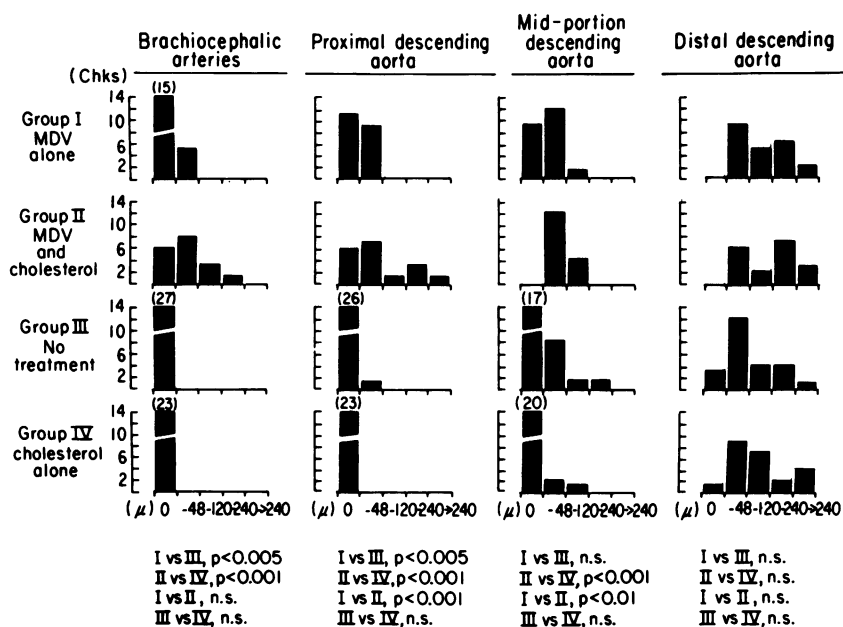 Brachiocephalic arteries
Proximal descending aorta
Mid-portion descending aorta
Distal descending aorta
(Chks)
Group I
MDV
alone
14
10
6
2
(15)
Group II
MDV
and
cholesterol
14
10
6
2
Group III
No
treatment
14
10
6
2
(27)
(26)
(17)
Group IV
cholesterol
alone
14
10
6
2
(23)
(23)
(20)
(μ) 0 -48-120-240->240
(μ) 0 -48-120-240->240
(μ) 0 -48-120-240->240
(μ) 0 -48-120-240->240
I vs III, p<0.005
II vs IV, p<0.001
I vs II, n.s.
III vs IV, n.s.
I vs III, p<0.005
II vs IV, p<0.001
I vs II, p<0.001
III vs IV, n.s.
I vs III, n.s.
II vs IV, p<0.001
I vs II, p<0.01
III vs IV, n.s.
I vs III, n.s.
II vs IV, n.s.
I vs II, n.s.
III vs IV, n.s.